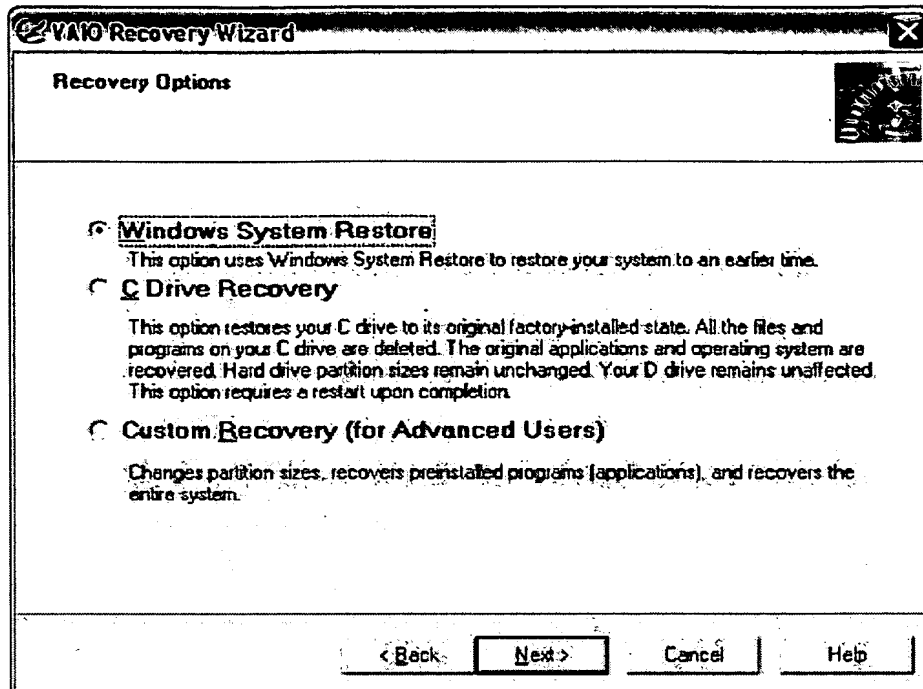 VAIO Recovery Wizard
Recovery Options
Windows System Restore
This option uses Windows System Restore to restore your system to an earlier time.
C Drive Recovery
This option restores your C drive to its original factory-installed state. All the files and
programs on your C drive are deleted. The original applications and operating system are
recovered. Hard drive partition sizes remain unchanged. Your D drive remains unaffected.
This option requires a restart upon completion.
Custom Recovery (for Advanced Users)
Changes partition sizes, recovers preinstalled programs (applications), and recovers the
entire system.
< Back
Next >
Cancel
Help